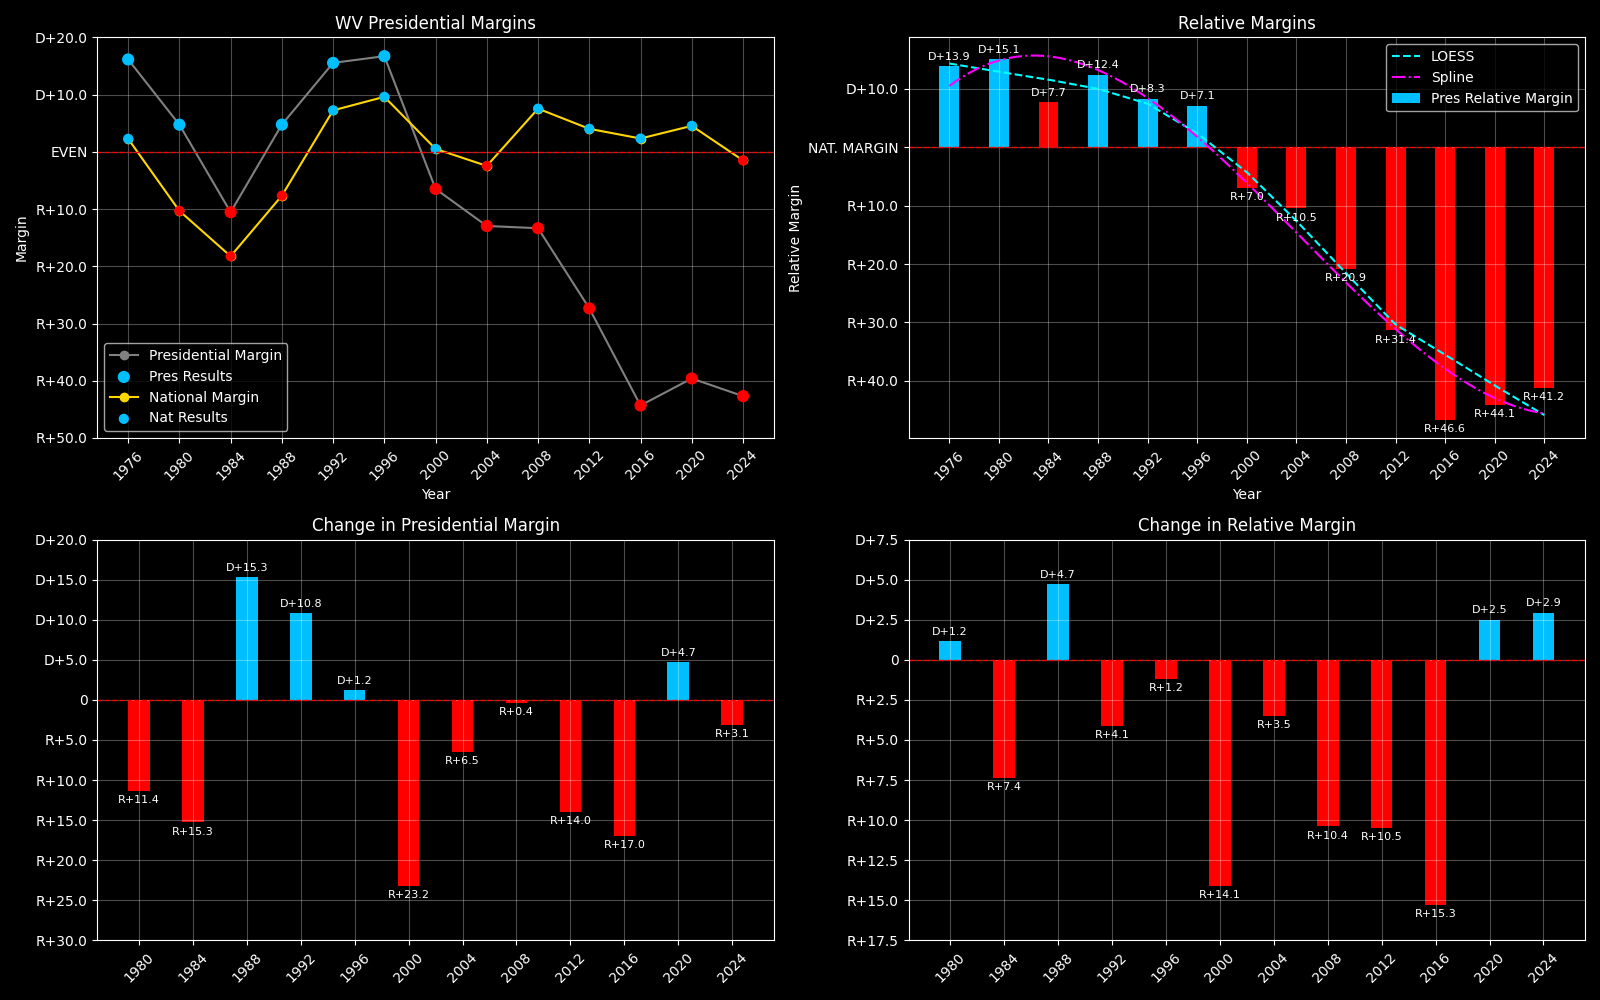 WV Presidential Margins
D+20.0
D+10.0
EVEN
R+10.0
R+20.0
R+30.0
R+40.0
R+50.0
Margin
Presidential Margin
Pres Results
National Margin
Nat Results
1976
1980
1984
1988
1992
1996
2000
2004
2008
2012
2016
2020
2024
Year
Relative Margins
D+10.0
NAT. MARGIN
R+10.0
R+20.0
R+30.0
R+40.0
Relative Margin
LOESS
Spline
Pres Relative Margin
D+13.9
D+15.1
D+7.7
D+12.4
D+8.3
D+7.1
R+7.0
R+10.5
R+20.9
R+31.4
R+46.6
R+44.1
R+41.2
1976
1980
1984
1988
1992
1996
2000
2004
2008
2012
2016
2020
2024
Year
Change in Presidential Margin
D+20.0
D+15.0
D+10.0
D+5.0
0
R+5.0
R+10.0
R+15.0
R+20.0
R+25.0
R+30.0
R+11.4
R+15.3
D+15.3
D+10.8
D+1.2
R+23.2
R+6.5
R+0.4
R+14.0
R+17.0
D+4.7
R+3.1
1980
1984
1988
1992
1996
2000
2004
2008
2012
2016
2020
2024
Change in Relative Margin
D+7.5
D+5.0
D+2.5
0
R+2.5
R+5.0
R+7.5
R+10.0
R+12.5
R+15.0
R+17.5
D+1.2
R+7.4
D+4.7
R+4.1
R+1.2
R+14.1
R+3.5
R+10.4
R+10.5
R+15.3
D+2.5
D+2.9
1980
1984
1988
1992
1996
2000
2004
2008
2012
2016
2020
2024